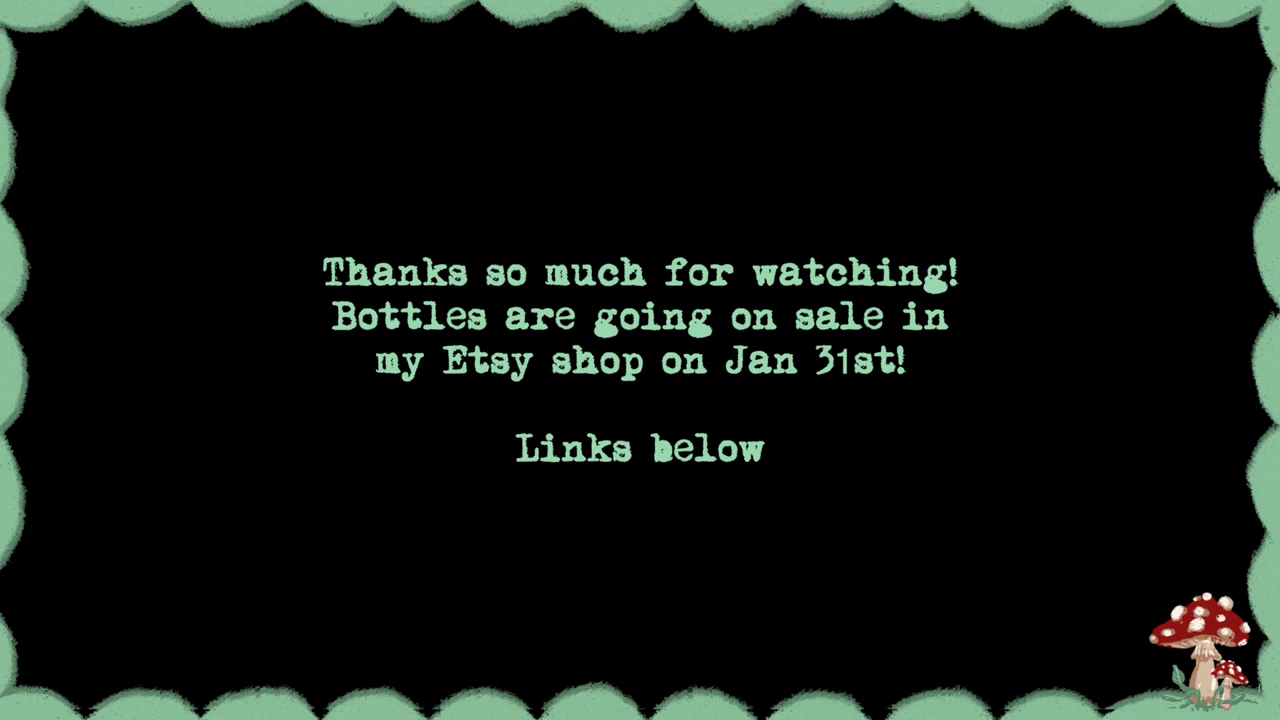 Thanks so much for watching!
Bottles are going on sale in
my Etsy shop on Jan 31st!
Links below